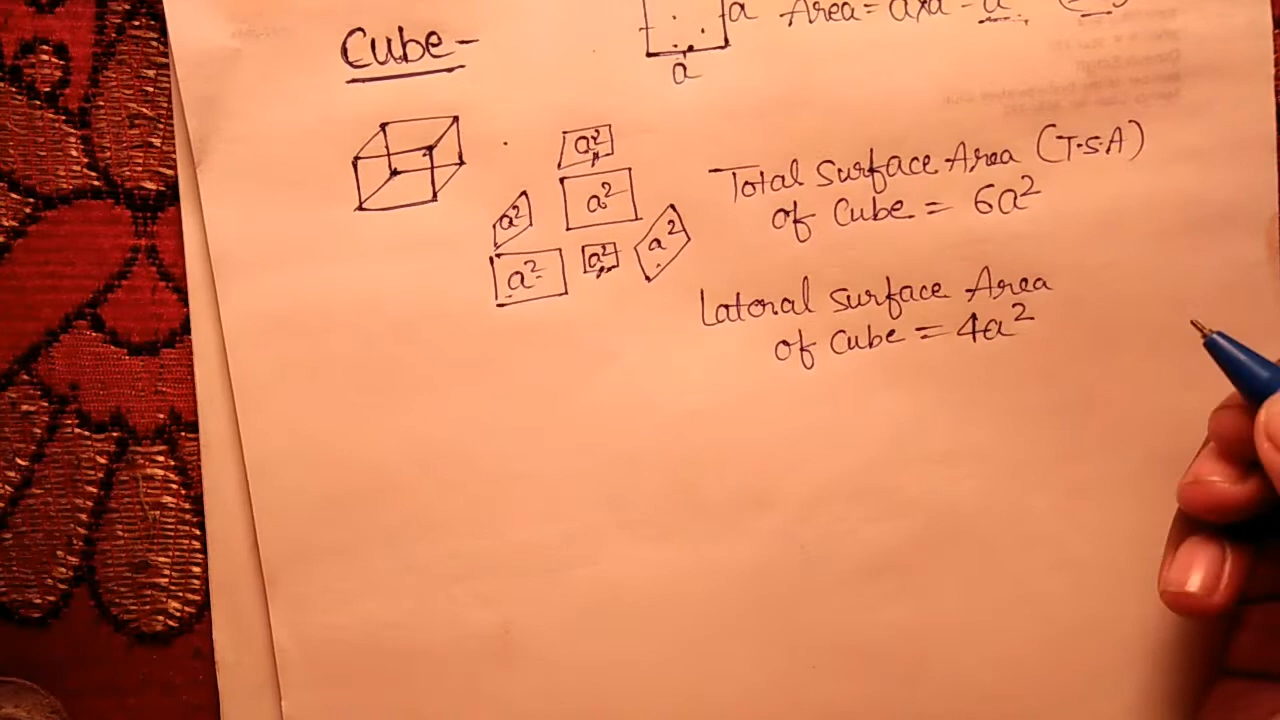 a Area = a×a = a²
a
Cube-
a²
a²
a²
a²
a²
a²
Total Surface Area (T.S.A)
of Cube = 6a²
Lateral Surface Area
of Cube = 4a²